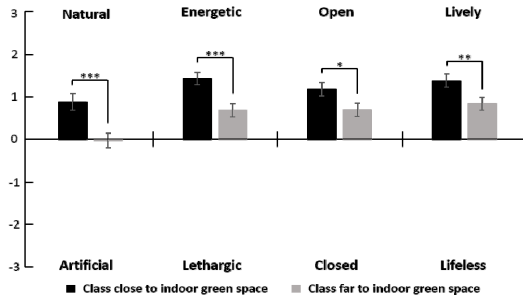 3
Natural Energetic Open Lively
*** *** * **
2
1
0
-1
-2
-3
Artificial Lethargic Closed Lifeless
Class close to indoor green space Class far to indoor green space